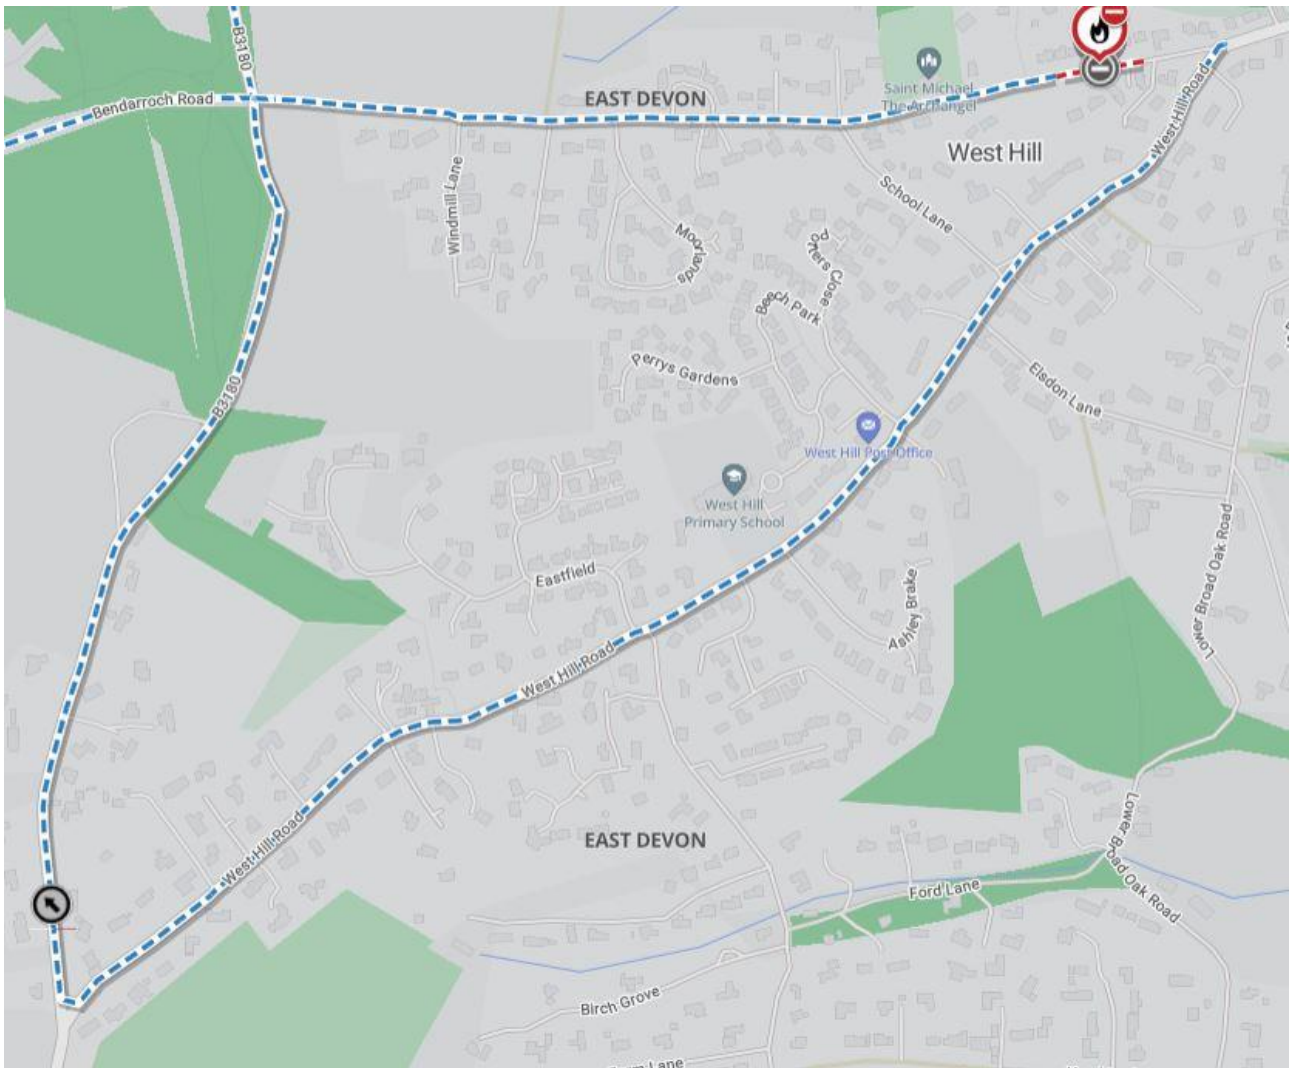 B3180
Bendarroch Road
EAST DEVON
Saint Michael
The Archangel
West Hill Road
West Hill
Windmill Lane
School Lane
Moorlands
Potters Close
Beech Park
Perrys Gardens
Elsdon Lane
B3180
West Hill Post Office
West Hill
Primary School
Lower Broad Oak Road
Eastfield
Ashley Brake
West Hill Road
West Hill Road
EAST DEVON
Lower Broad Oak Road
Ford Lane
Birch Grove
Lane